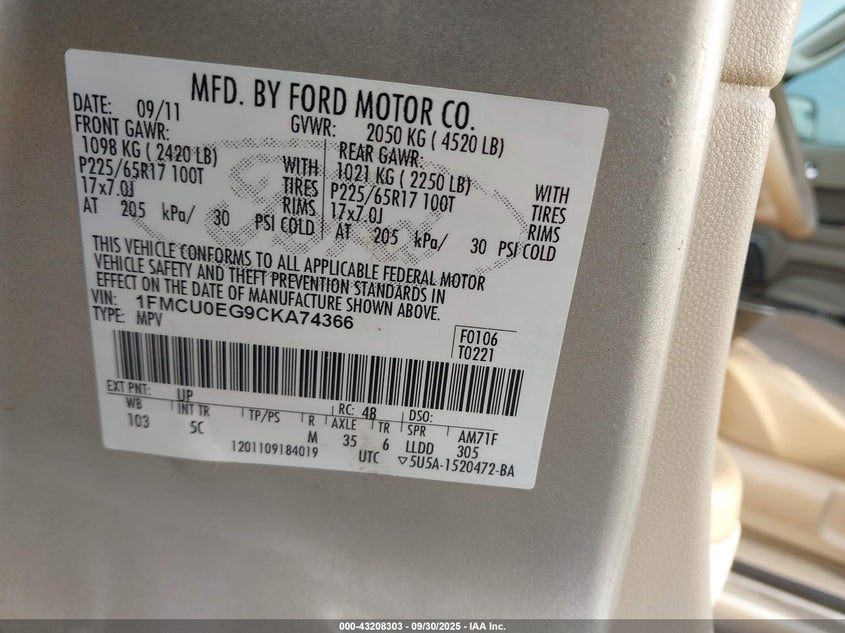 MFD. BY FORD MOTOR CO.
DATE: 09/11 GVWR: 2050 KG ( 4520 LB)
FRONT GAWR: REAR GAWR:
1098 KG ( 2420 LB) WITH 1021 KG ( 2250 LB) WITH
P225/65R17 100T TIRES P225/65R17 100T TIRES
17x7.0J RIMS 17x7.0J RIMS
AT 205 kPa/ 30 PSI COLD AT 205 kPa/ 30 PSI COLD
THIS VEHICLE CONFORMS TO ALL APPLICABLE FEDERAL MOTOR
VEHICLE SAFETY AND THEFT PREVENTION STANDARDS IN
EFFECT ON THE DATE OF MANUFACTURE SHOWN ABOVE.
VIN: 1FMCU0EG9CKA74366
TYPE: MPV
F0106
T0221
EXT PNT: UP RC: 48 DSO:
WB INT TR TP/PS R AXLE TR SPR AM71F
103 5C M 35 6 LLDD 305
1201109184019 UTC ▽5U5A-1520472-BA
Ford
000-43208303 - 09/30/2025 - IAA Inc.